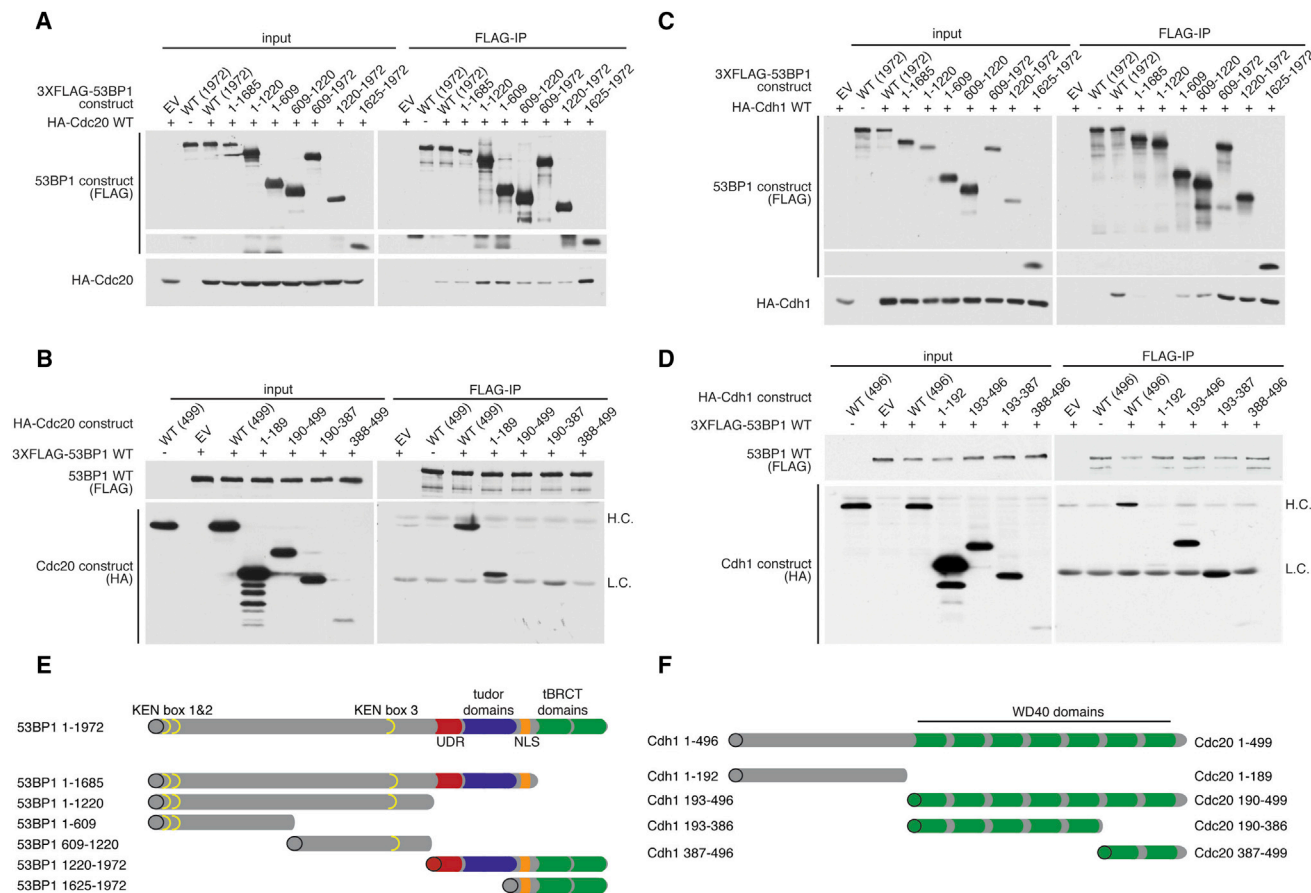 A
input
FLAG-IP
3XFLAG-53BP1
construct
EV
WT (1972)
WT (1972)
1-1685
1-1220
1-609
609-1220
609-1972
1220-1972
1625-1972
EV
WT (1972)
WT (1972)
1-1685
1-1220
1-609
609-1220
609-1972
1220-1972
1625-1972
HA-Cdc20 WT
+ - + + + + + + + +
+ - + + + + + + + +
53BP1 construct
(FLAG)
HA-Cdc20
B
input
FLAG-IP
HA-Cdc20 construct
WT (499)
EV
WT (499)
1-189
190-499
190-387
388-499
EV
WT (499)
WT (499)
1-189
190-499
190-387
388-499
3XFLAG-53BP1 WT
- + + + + + +
+ - + + + + +
53BP1 WT
(FLAG)
Cdc20 construct
(HA)
H.C.
L.C.
C
input
FLAG-IP
3XFLAG-53BP1
construct
EV
WT (1972)
WT (1972)
1-1685
1-1220
1-609
609-1220
609-1972
1220-1972
1625-1972
EV
WT (1972)
WT (1972)
1-1685
1-1220
1-609
609-1220
609-1972
1220-1972
1625-1972
HA-Cdh1 WT
+ - + + + + + + + +
+ - + + + + + + + +
53BP1 construct
(FLAG)
HA-Cdh1
D
input
FLAG-IP
HA-Cdh1 construct
WT (496)
EV
WT (496)
1-192
193-496
193-387
388-496
EV
WT (496)
WT (496)
1-192
193-496
193-387
388-496
3XFLAG-53BP1 WT
- + + + + + +
+ - + + + + +
53BP1 WT
(FLAG)
Cdh1 construct
(HA)
H.C.
L.C.
E
KEN box 1&2
KEN box 3
tudor
domains
tBRCT
domains
53BP1 1-1972
UDR
NLS
53BP1 1-1685
53BP1 1-1220
53BP1 1-609
53BP1 609-1220
53BP1 1220-1972
53BP1 1625-1972
F
WD40 domains
Cdh1 1-496
Cdc20 1-499
Cdh1 1-192
Cdc20 1-189
Cdh1 193-496
Cdc20 190-499
Cdh1 193-386
Cdc20 190-386
Cdh1 387-496
Cdc20 387-499